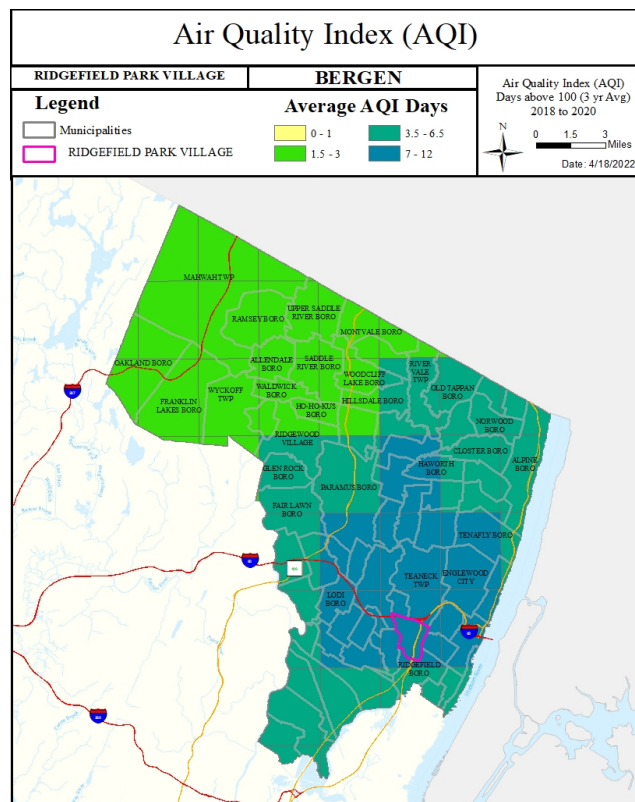 Air Quality Index (AQI)
RIDGEFIELD PARK VILLAGE
BERGEN
Legend
Municipalities
RIDGEFIELD PARK VILLAGE
Average AQI Days
0 - 1
1.5 - 3
3.5 - 6.5
7 - 12
Air Quality Index (AQI)
Days above 100 (3 yr Avg)
2018 to 2020
N
0 1.5 3
Miles
Date: 4/18/2022
MAHWAH TWP
RAMSEY BORO
UPPER SADDLE
RIVER BORO
MONTVALE BORO
OAKLAND BORO
ALLENDALE
BORO
SADDLE
RIVER BORO
WOODCLIFF
LAKE BORO
RIVER
VALE
TWP
OLD TAPPAN
BORO
FRANKLIN
LAKES BORO
WYCKOFF
TWP
WALDWICK
BORO
HO-HO-KUS
BORO
HILLSDALE BORO
NORWOOD
BORO
RIDGEWOOD
VILLAGE
CLOSTER BORO
ALPINE
BORO
GLEN ROCK
BORO
PARAMUS BORO
HAWORTH
BORO
FAIR LAWN
BORO
TENAFLY BORO
TEANECK
TWP
ENGLEWOOD
CITY
LODI
BORO
RIDGEFIELD
BORO